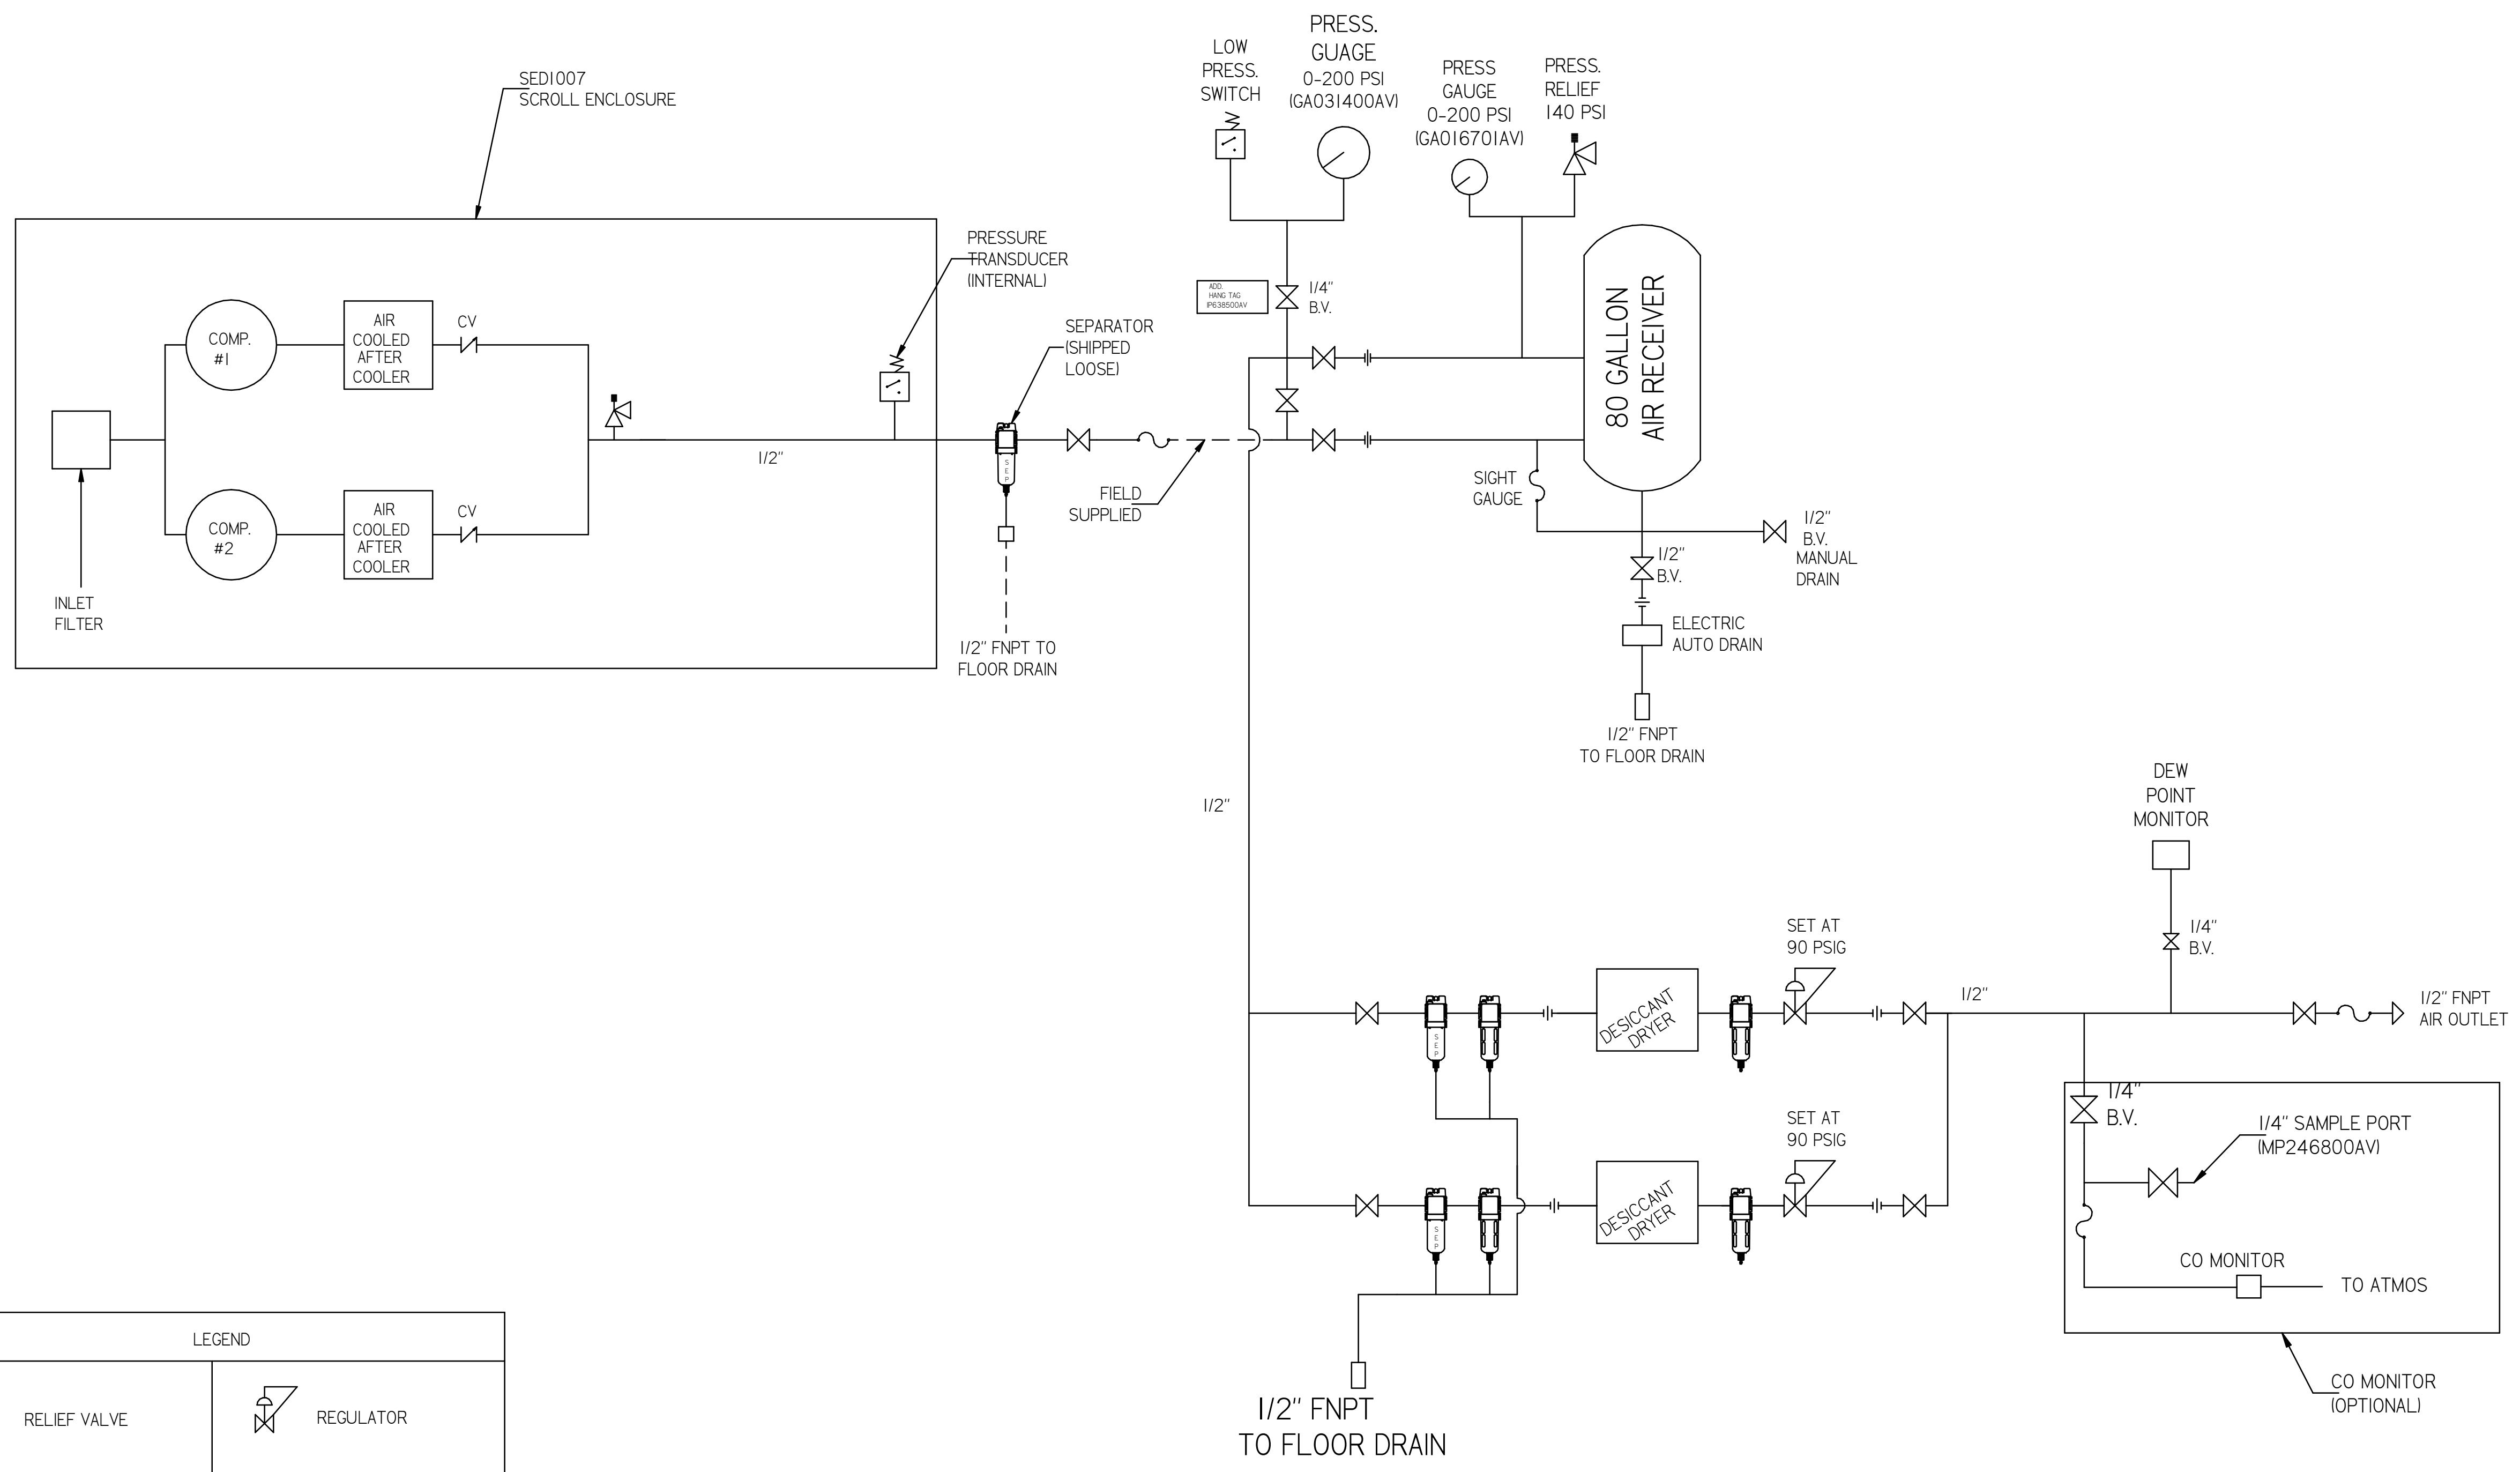 SED1007
SCROLL ENCLOSURE
COMP.
#1
AIR
COOLED
AFTER
COOLER
CV
COMP.
#2
AIR
COOLED
AFTER
COOLER
CV
INLET
FILTER
1/2"
PRESSURE
TRANSDUCER
(INTERNAL)
SEPARATOR
(SHIPPED
LOOSE)
S
E
P
1/2" FNPT TO
FLOOR DRAIN
FIELD
SUPPLIED
LOW
PRESS.
SWITCH
PRESS.
GUAGE
0-200 PSI
(GA031400AV)
PRESS
GAUGE
0-200 PSI
(GA016701AV)
PRESS.
RELIEF
140 PSI
ADD.
HANG TAG
IP638500AV
1/4"
B.V.
80 GALLON
AIR RECEIVER
SIGHT
GAUGE
1/2"
B.V.
MANUAL
DRAIN
1/2"
B.V.
ELECTRIC
AUTO DRAIN
1/2" FNPT
TO FLOOR DRAIN
1/2"
S
E
P
DESICCANT
DRYER
SET AT
90 PSIG
S
E
P
DESICCANT
DRYER
SET AT
90 PSIG
1/2"
DEW
POINT
MONITOR
1/4"
B.V.
1/2" FNPT
AIR OUTLET
1/4"
B.V.
1/4" SAMPLE PORT
(MP246800AV)
CO MONITOR
TO ATMOS
CO MONITOR
(OPTIONAL)
1/2" FNPT
TO FLOOR DRAIN
LEGEND
RELIEF VALVE
REGULATOR